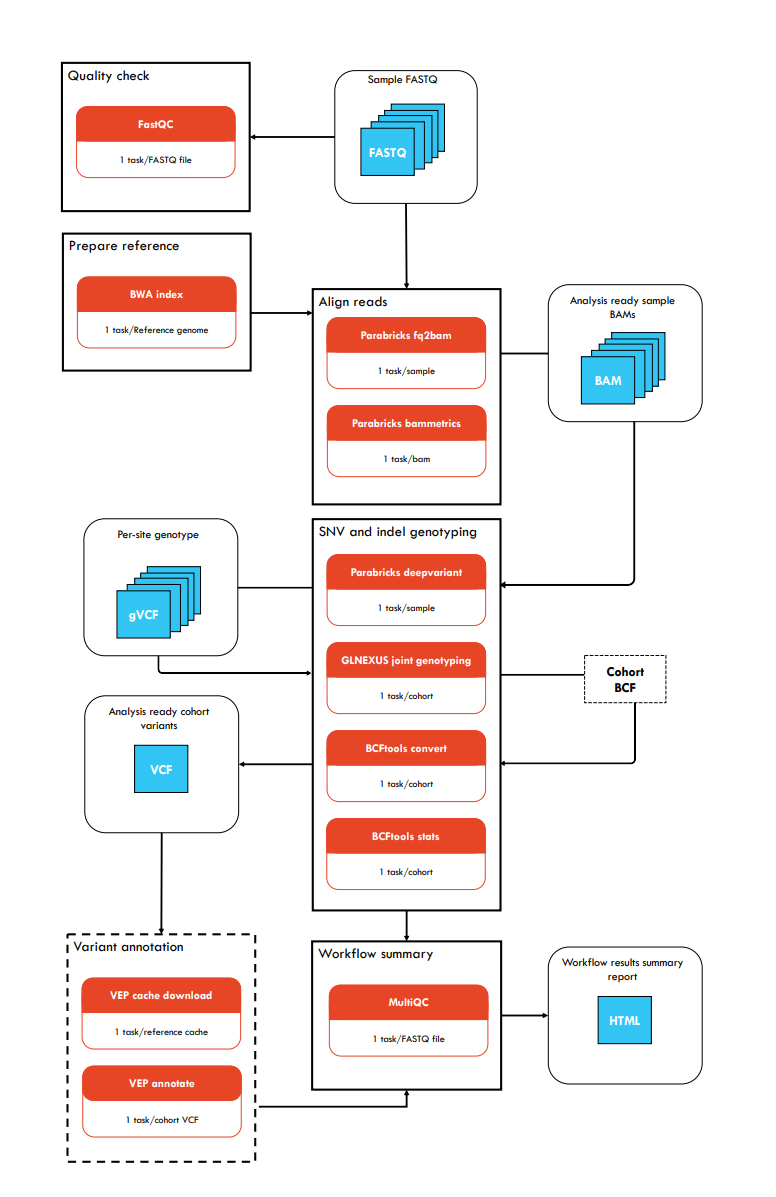 Quality check
FastQC
1 task/FASTQ file
Sample FASTQ
FASTQ
Prepare reference
BWA index
1 task/Reference genome
Align reads
Parabricks fq2bam
1 task/sample
Parabricks bammetrics
1 task/bam
Analysis ready sample
BAMs
BAM
Per-site genotype
gVCF
SNV and indel genotyping
Parabricks deepvariant
1 task/sample
GLNEXUS joint genotyping
1 task/cohort
BCFtools convert
1 task/cohort
BCFtools stats
1 task/cohort
Cohort
BCF
Analysis ready cohort
variants
VCF
Variant annotation
VEP cache download
1 task/reference cache
VEP annotate
1 task/cohort VCF
Workflow summary
MultiQC
1 task/FASTQ file
Workflow results summary
report
HTML